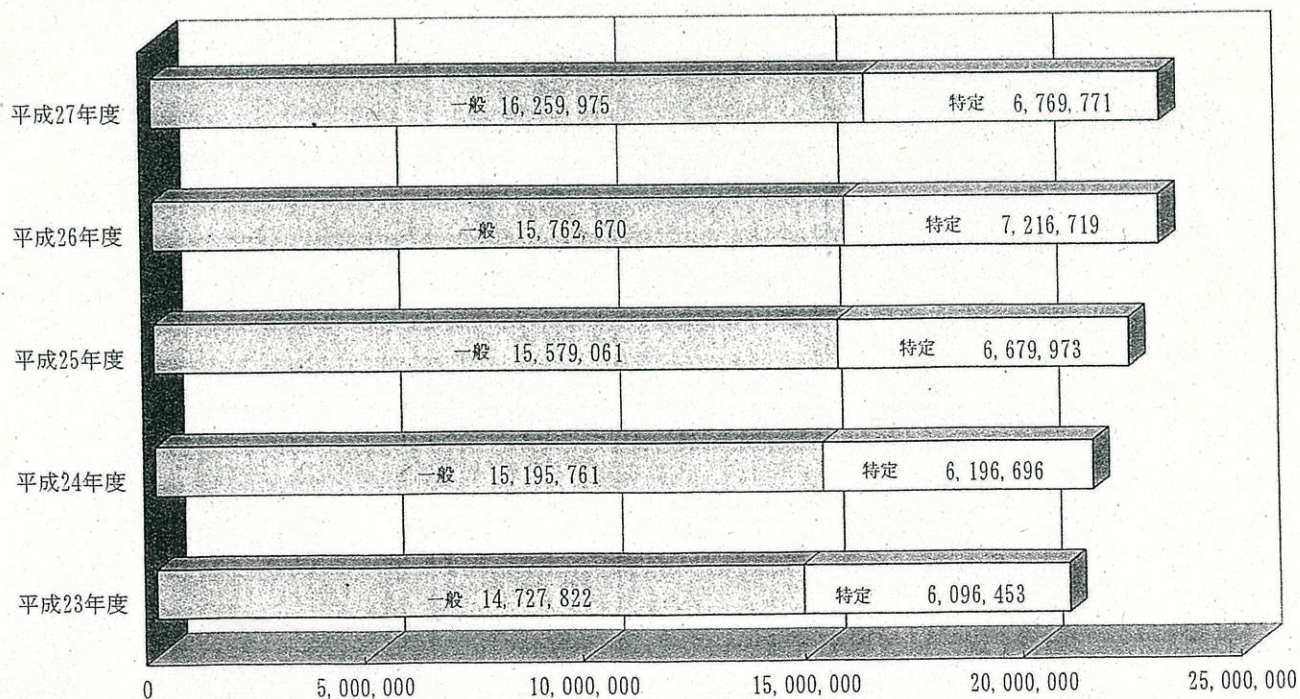 平成27年度 一般 16,259,975 特定 6,769,771
平成26年度 一般 15,762,670 特定 7,216,719
平成25年度 一般 15,579,061 特定 6,679,973
平成24年度 一般 15,195,761 特定 6,196,696
平成23年度 一般 14,727,822 特定 6,096,453
0 5,000,000 10,000,000 15,000,000 20,000,000 25,000,000